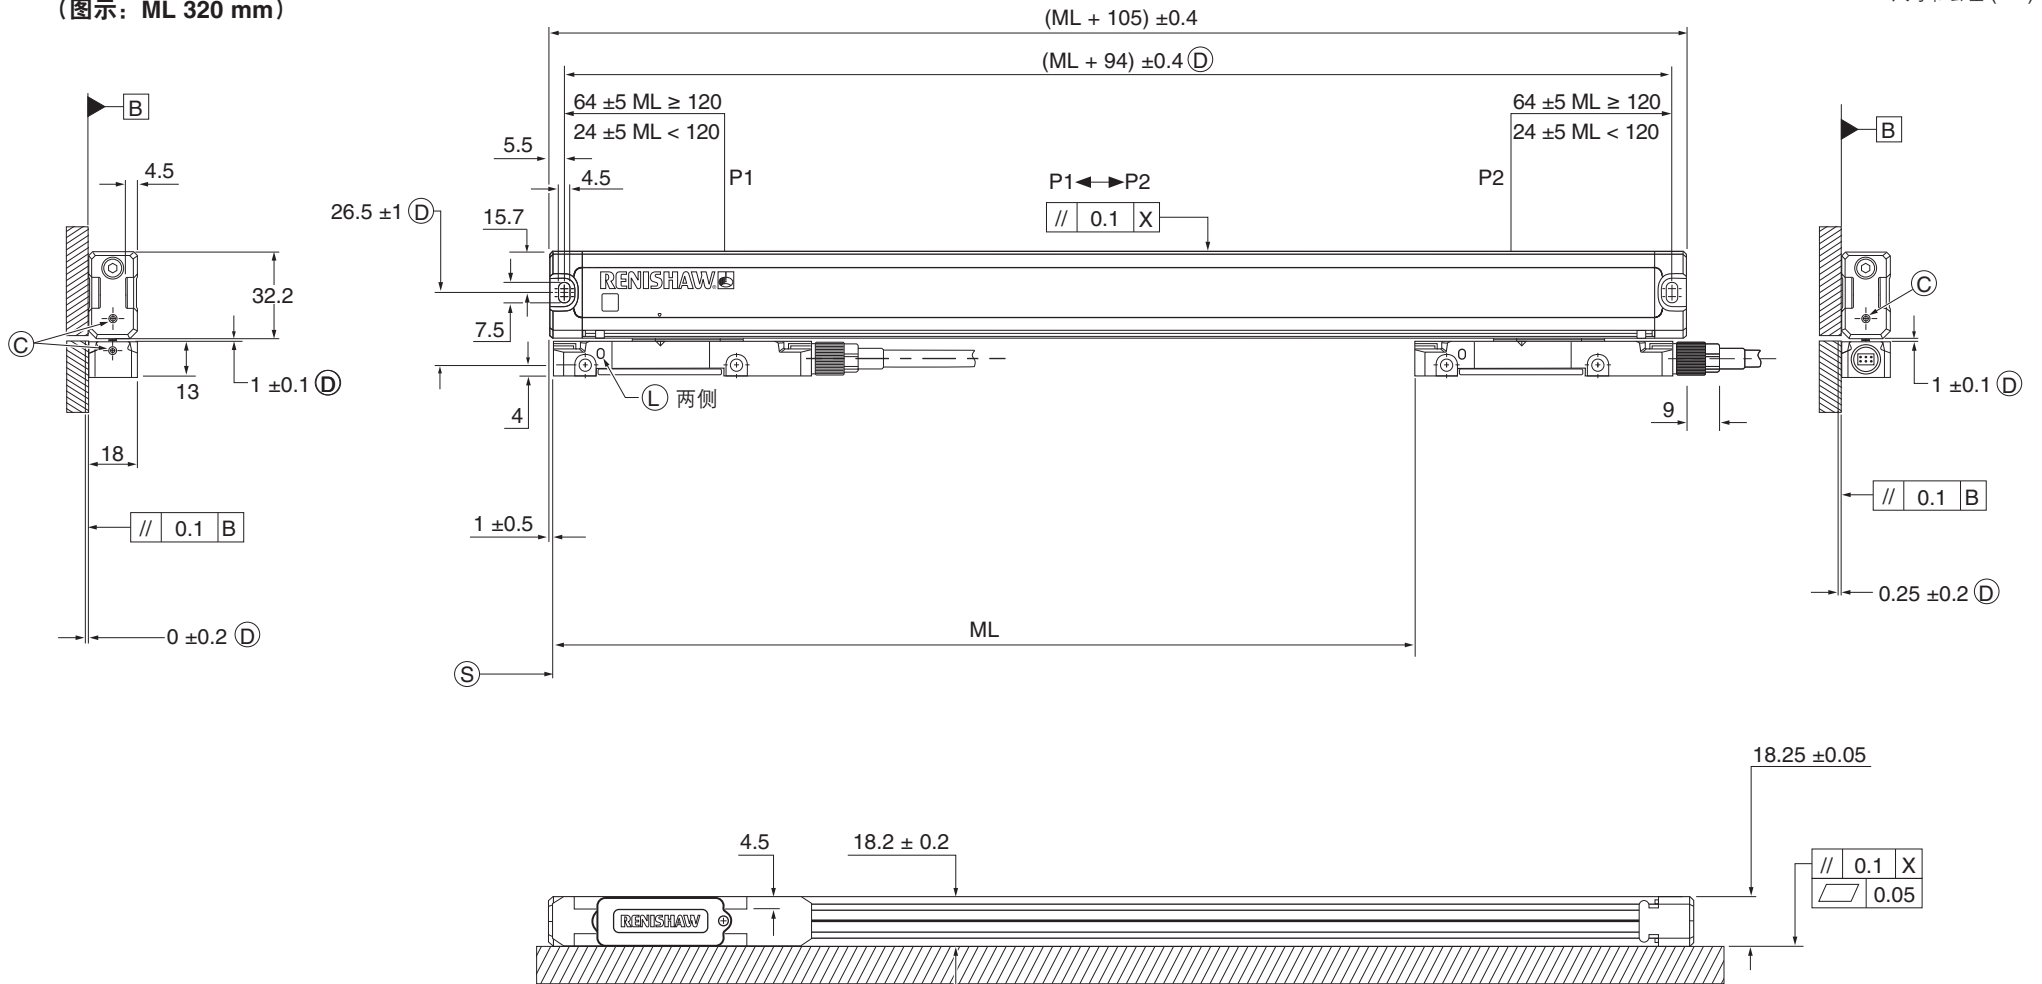 （图示：ML 320 mm）
(ML + 105) ±0.4
(ML + 94) ±0.4 D
B
64 ±5 ML ≥ 120
24 ±5 ML < 120
64 ±5 ML ≥ 120
24 ±5 ML < 120
B
5.5
4.5
4.5
P1
P1 P2
P2
26.5 ±1 D
15.7
// 0.1 X
32.2
RENISHAW
C
C
7.5
1 ±0.1 D
13
L 两侧
4
9
1 ±0.1 D
18
// 0.1 B
1 ±0.5
// 0.1 B
0.25 ±0.2 D
0 ±0.2 D
ML
S
18.25 ±0.05
4.5
18.2 ± 0.2
// 0.1 X
0.05
RENISHAW